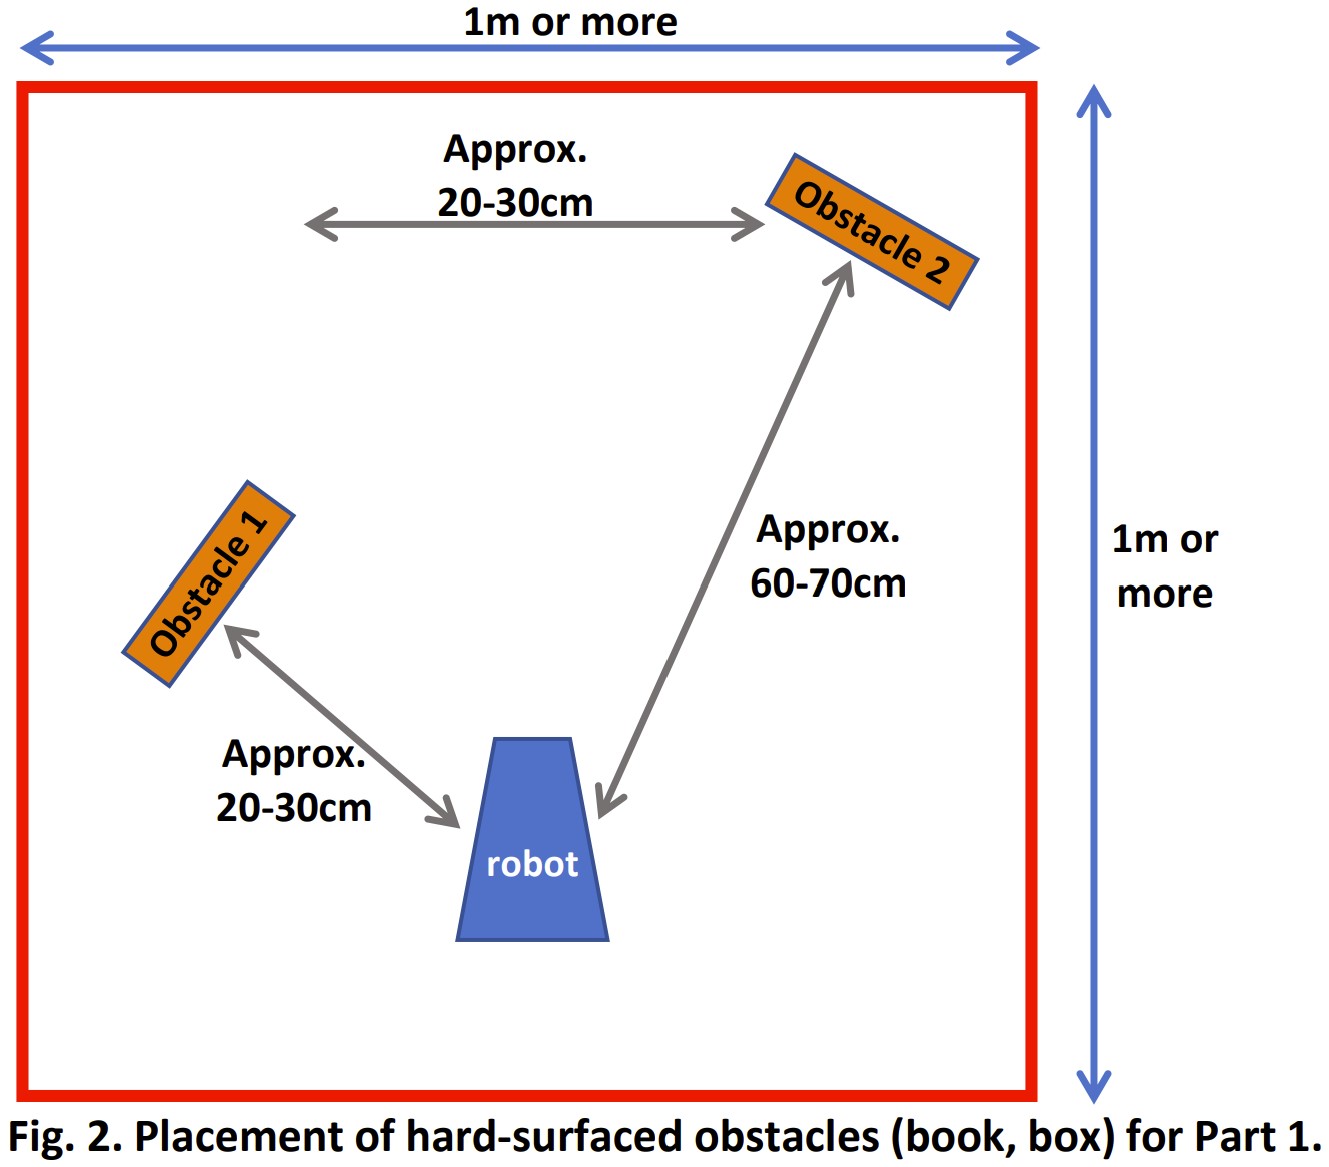 1m or more
Approx.
20-30cm
Obstacle 2
Obstacle 1
Approx.
60-70cm
1m or
more
Approx.
20-30cm
robot
Fig. 2. Placement of hard-surfaced obstacles (book, box) for Part 1.